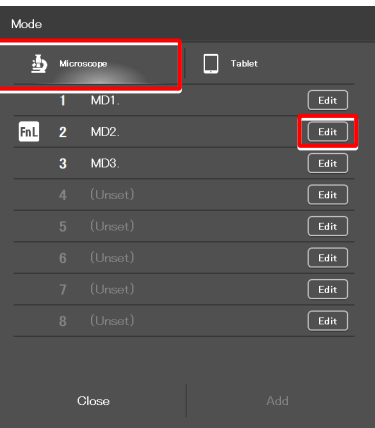 Mode
Microscope Tablet
1 MD1. Edit
FnL 2 MD2. Edit
3 MD3. Edit
4 (Unset) Edit
5 (Unset) Edit
6 (Unset) Edit
7 (Unset) Edit
8 (Unset) Edit
Close Add